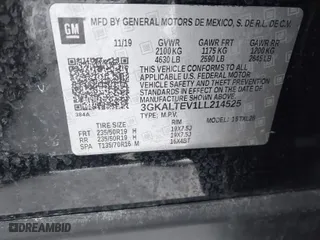 GM
MFD BY GENERAL MOTORS DE MEXICO, S. DE R.L. DE C.V.
11/19 GVWR GAWR FRT GAWR RR
2100 KG 1175 KG 1200 KG
4630 LB 2590 LB 2645 LB
THIS VEHICLE CONFORMS TO ALL APPLICABLE
U.S. FEDERAL MOTOR VEHICLE SAFETY, BUMPER, AND
THEFT PREVENTION STANDARDS IN EFFECT ON THE
DATE OF MANUFACTURE SHOWN ABOVE.
3GKALTEV1LL214525
TYPE: M.P.V. MODEL:
TIRE SIZE RIM
FRT 235/50R19 H 19X7.5J
RR 235/50R19 H 19X7.5J
SPA T135/70R16 M 16X4BT